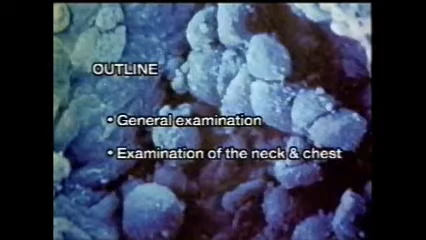 OUTLINE
• General examination
• Examination of the neck & chest